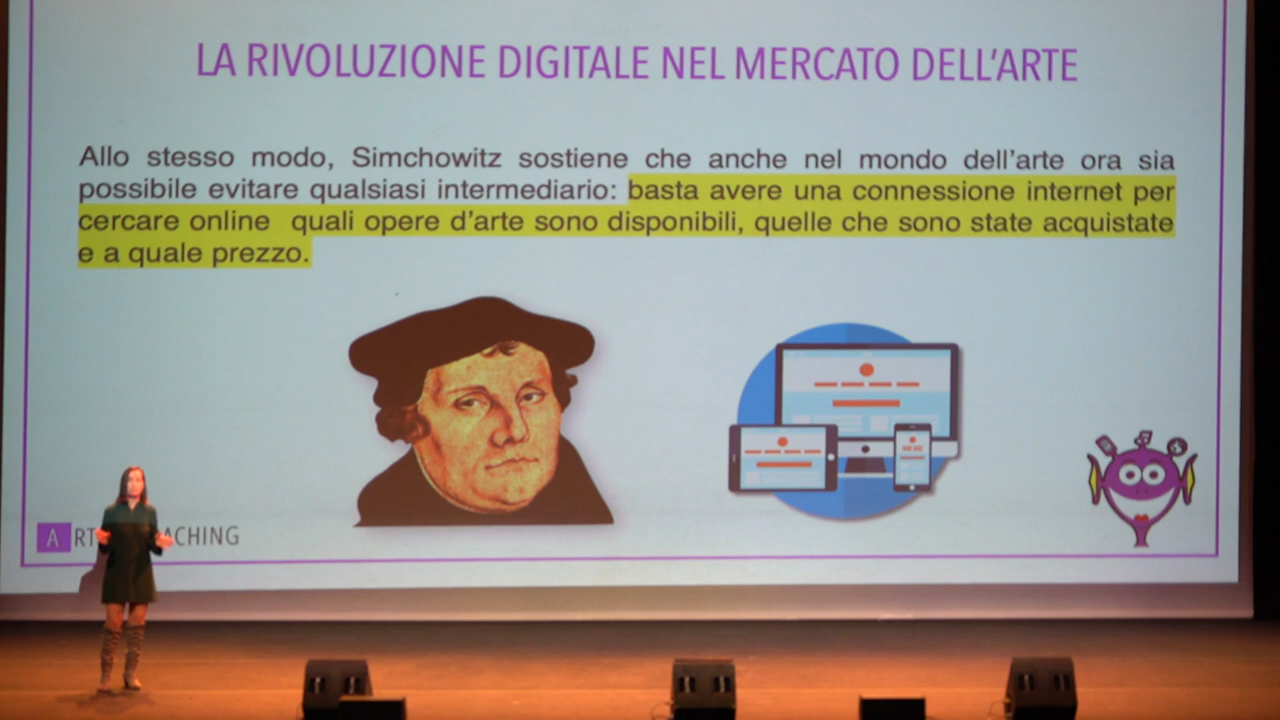 LA RIVOLUZIONE DIGITALE NEL MERCATO DELL'ARTE
Allo stesso modo, Simchowitz sostiene che anche nel mondo dell'arte ora sia
possibile evitare qualsiasi intermediario: basta avere una connessione internet per
cercare online quali opere d'arte sono disponibili, quelle che sono state acquistate
e a quale prezzo.
ART ACHING